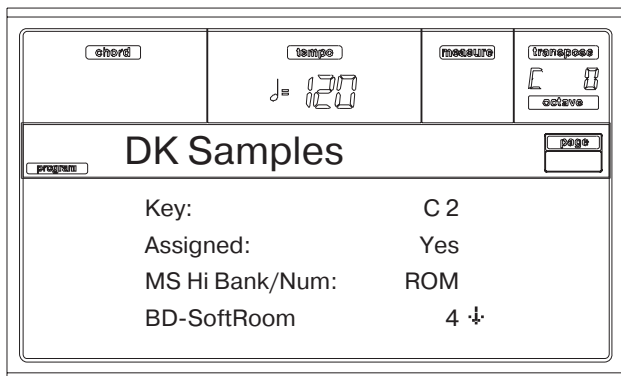 chord tempo measure transpose
♩= 120 C 0
octave
DK Samples page
program
Key: C 2
Assigned: Yes
MS Hi Bank/Num: ROM
BD-SoftRoom 4